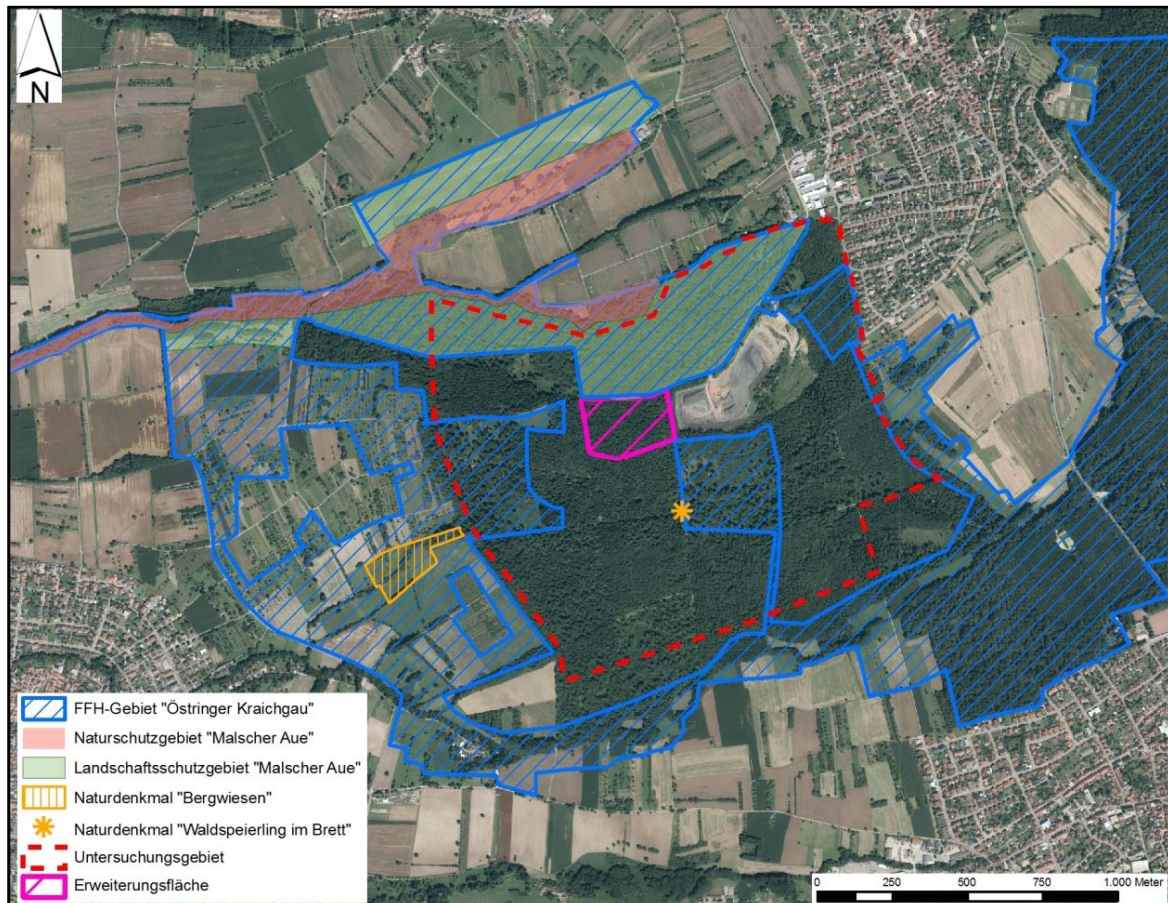 N
FFH-Gebiet "Östringer Kraichgau"
Naturschutzgebiet "Malscher Aue"
Landschaftsschutzgebiet "Malscher Aue"
Naturdenkmal "Bergwiesen"
Naturdenkmal "Waldspeierling im Brett"
Untersuchungsgebiet
Erweiterungsfläche
0 250 500 750 1.000 Meter